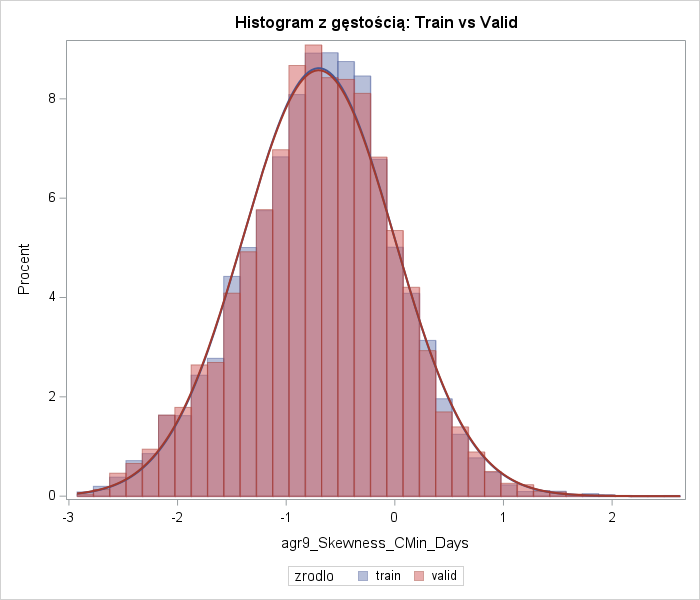 Histogram z gęstością: Train vs Valid
Procent
8
6
4
2
0
-3 -2 -1 0 1 2
agr9_Skewness_CMin_Days
zrodlo train valid